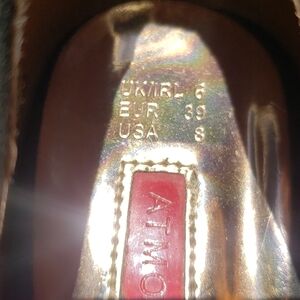 UK/IRL 6
EUR 39
USA 8
ATMO